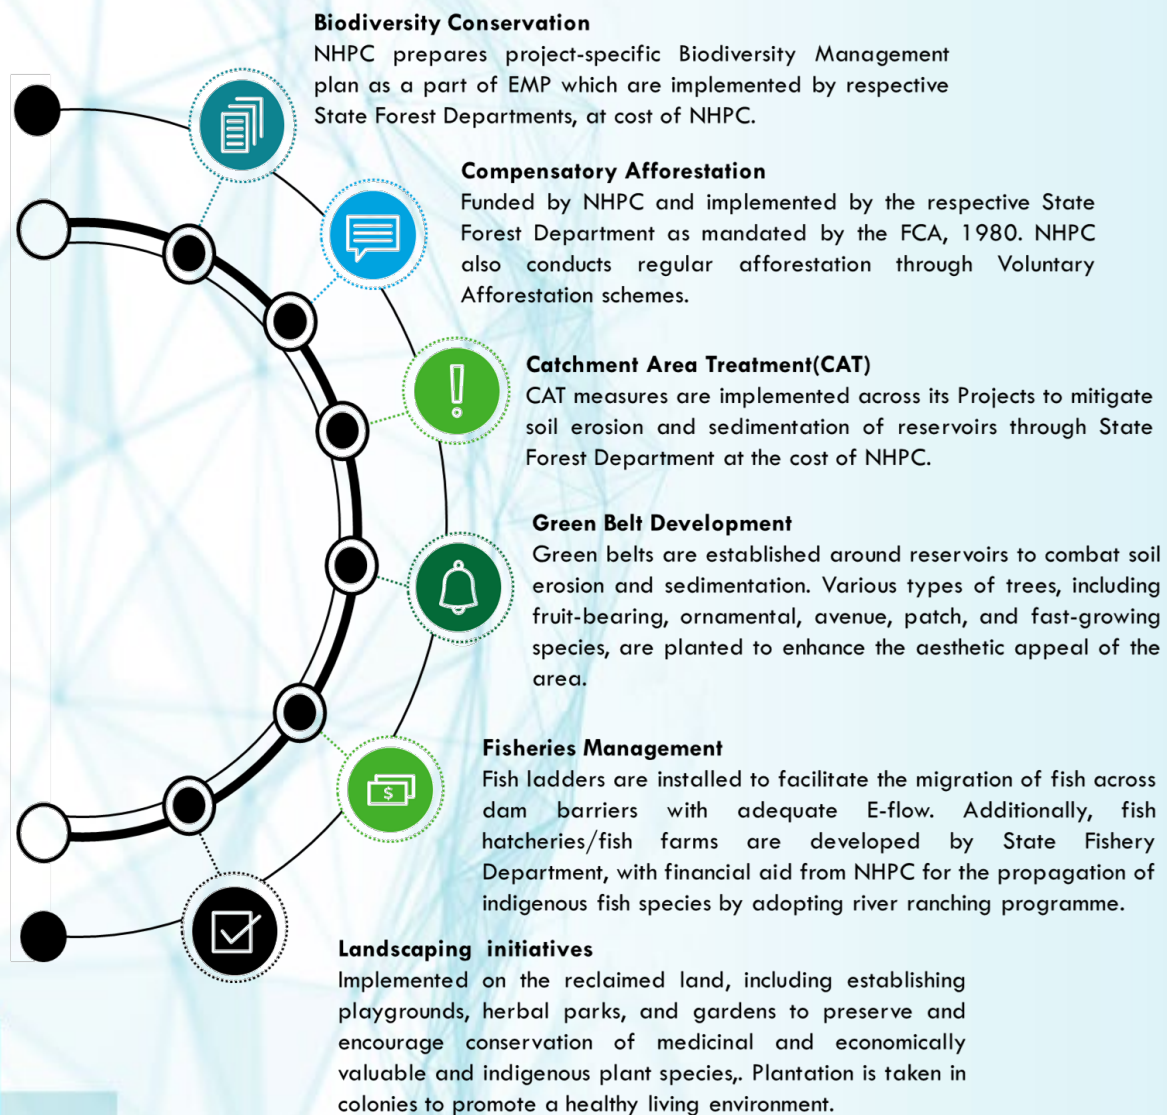 Biodiversity Conservation
NHPC prepares project-specific Biodiversity Management
plan as a part of EMP which are implemented by respective
State Forest Departments, at cost of NHPC.
Compensatory Afforestation
Funded by NHPC and implemented by the respective State
Forest Department as mandated by the FCA, 1980. NHPC
also conducts regular afforestation through Voluntary
Afforestation schemes.
Catchment Area Treatment(CAT)
CAT measures are implemented across its Projects to mitigate
soil erosion and sedimentation of reservoirs through State
Forest Department at the cost of NHPC.
Green Belt Development
Green belts are established around reservoirs to combat soil
erosion and sedimentation. Various types of trees, including
fruit-bearing, ornamental, avenue, patch, and fast-growing
species, are planted to enhance the aesthetic appeal of the
area.
Fisheries Management
Fish ladders are installed to facilitate the migration of fish across
dam barriers with adequate E-flow. Additionally, fish
hatcheries/fish farms are developed by State Fishery
Department, with financial aid from NHPC for the propagation of
indigenous fish species by adopting river ranching programme.
Landscaping initiatives
Implemented on the reclaimed land, including establishing
playgrounds, herbal parks, and gardens to preserve and
encourage conservation of medicinal and economically
valuable and indigenous plant species,. Plantation is taken in
colonies to promote a healthy living environment.